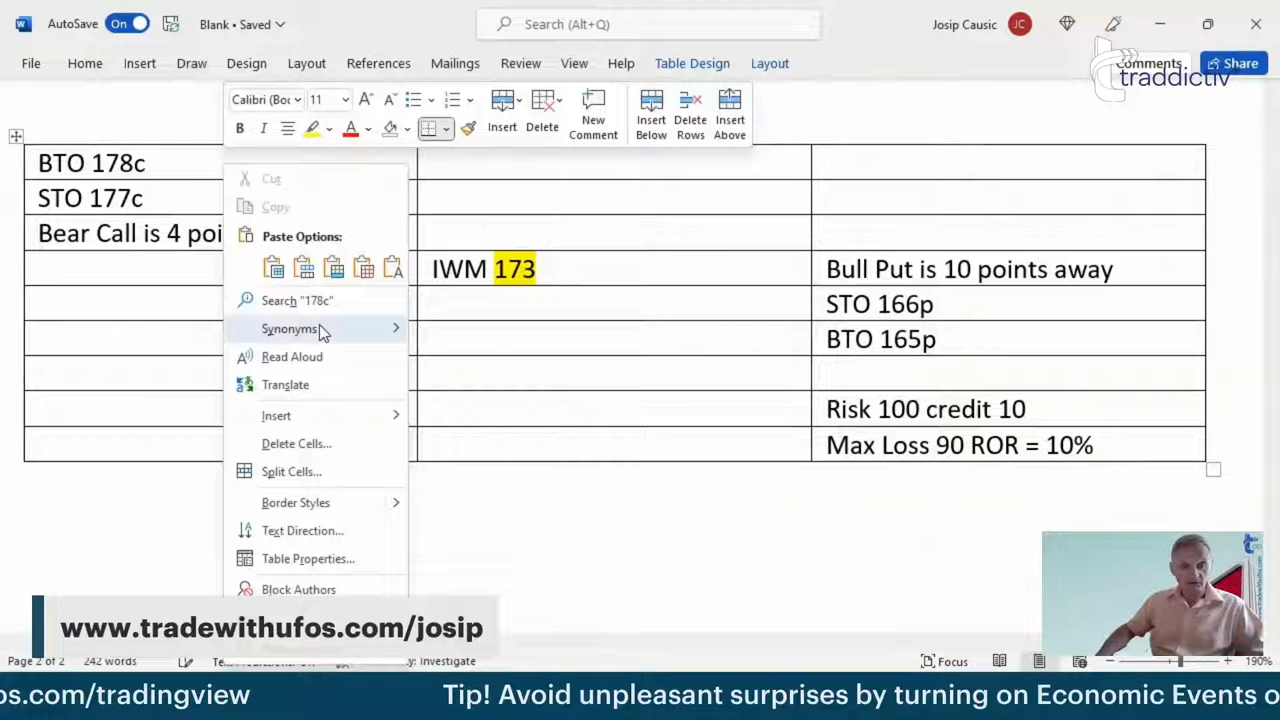 AutoSave On Blank • Saved Search (Alt+Q) Josip Causic JC
File Home Insert Draw Design Layout References Mailings Review View Help Table Design Layout Comments Share
traddictiv
Calibri (Boc 11 A A Insert Delete New Comment Insert Below Delete Rows Insert Above
B I A
BTO 178c
STO 177c
Bear Call is 4 poi
IWM 173 Bull Put is 10 points away
STO 166p
BTO 165p
Risk 100 credit 10
Max Loss 90 ROR = 10%
Cut
Copy
Paste Options:
Search "178c"
Synonyms
Read Aloud
Translate
Insert
Delete Cells...
Split Cells...
Border Styles
Text Direction...
Table Properties...
Block Authors
www.tradewithufos.com/josip
Page 2 of 2 242 words y: Investigate Focus 190%
os.com/tradingview Tip! Avoid unpleasant surprises by turning on Economic Events o